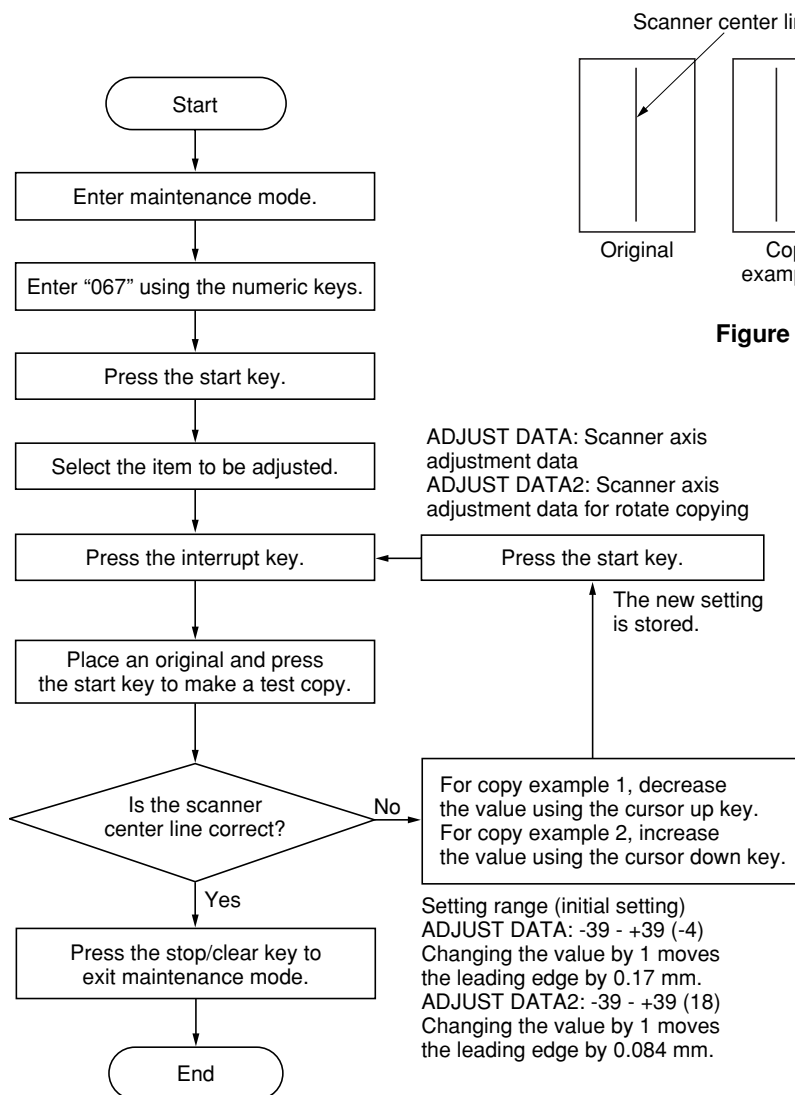 Scanner center
Original
Figure
Start
Enter maintenance mode.
Enter “067” using the numeric keys.
Press the start key.
Select the item to be adjusted.
ADJUST DATA: Scanner axis
adjustment data
ADJUST DATA2: Scanner axis
adjustment data for rotate copying
Press the interrupt key.
Press the start key.
The new setting
is stored.
Place an original and press
the start key to make a test copy.
Is the scanner
center line correct?
No
For copy example 1, decrease
the value using the cursor up key.
For copy example 2, increase
the value using the cursor down key.
Yes
Setting range (initial setting)
ADJUST DATA: -39 - +39 (-4)
Changing the value by 1 moves
the leading edge by 0.17 mm.
ADJUST DATA2: -39 - +39 (18)
Changing the value by 1 moves
the leading edge by 0.084 mm.
Press the stop/clear key to
exit maintenance mode.
End